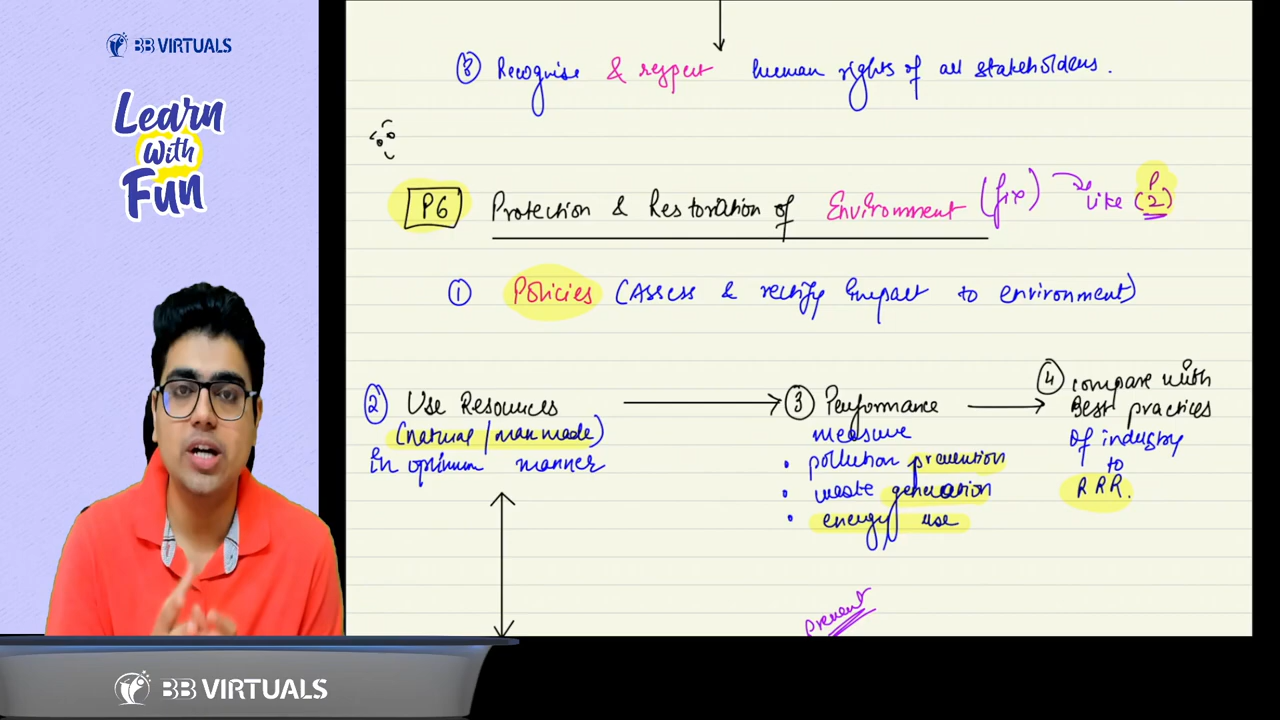 BB VIRTUALS
Learn
With
Fun
⑧ Recognise & respect human rights of all stakeholders.
P6 Protection & Restoration of Environment (fix) Like (P2)
① Policies (Assess & rectify Impact to environment)
② Use Resources
(natural / man made)
in optimum manner
③ Performance
measure
• pollution prevention
• waste generation
• energy use
④ compare with
Best practices
Of industry
to
RRR.
prevent
BB VIRTUALS